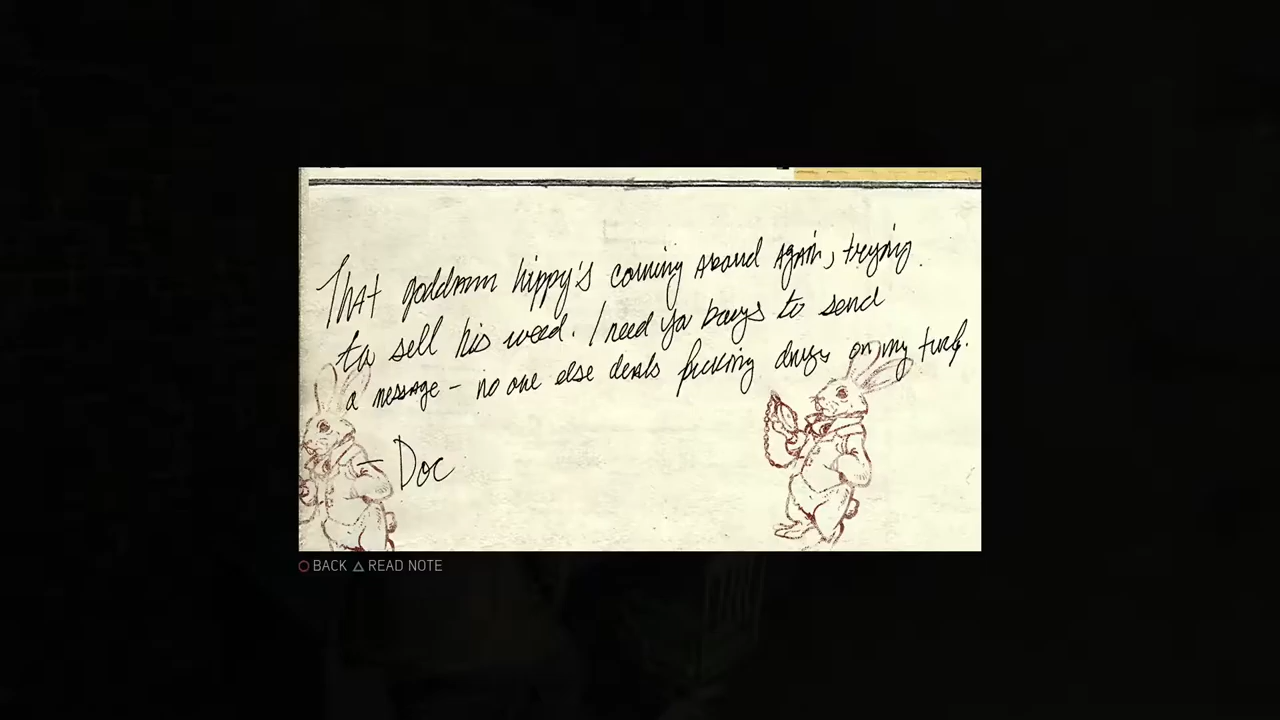 That goddamn hippy's coming around again, trying
to sell his weed. I need ya boys to send
a message - no one else deals fucking drugs on my turf.
- Doc
BACK READ NOTE